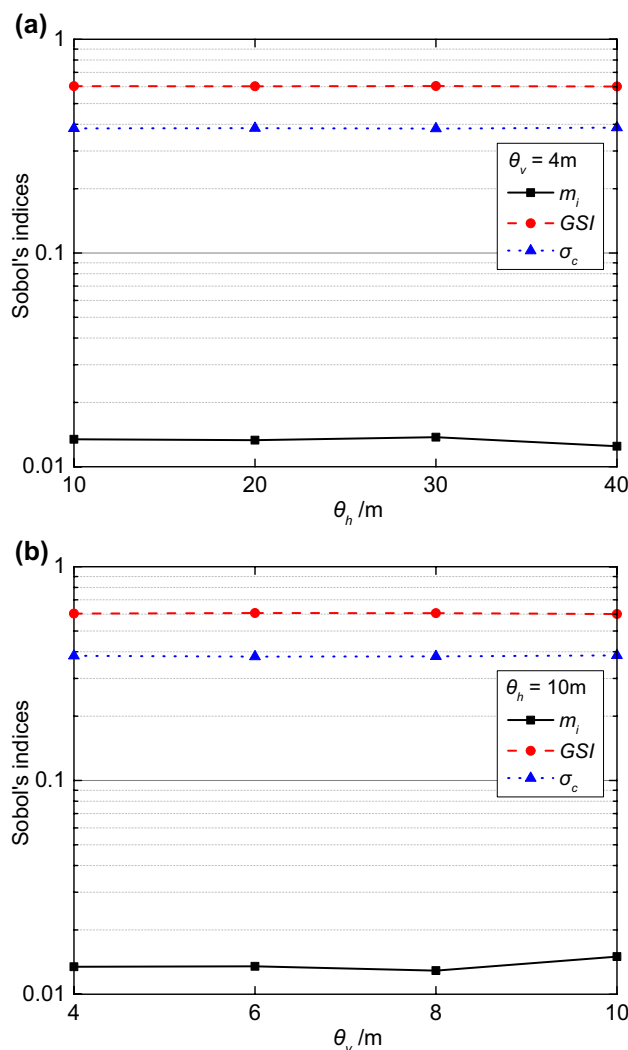 (a)
1
0.1
0.01
Sobol's indices
θv = 4m
mi
GSI
σc
10 20 30 40
θh /m
(b)
1
0.1
0.01
Sobol's indices
θh = 10m
mi
GSI
σc
4 6 8 10
θv /m